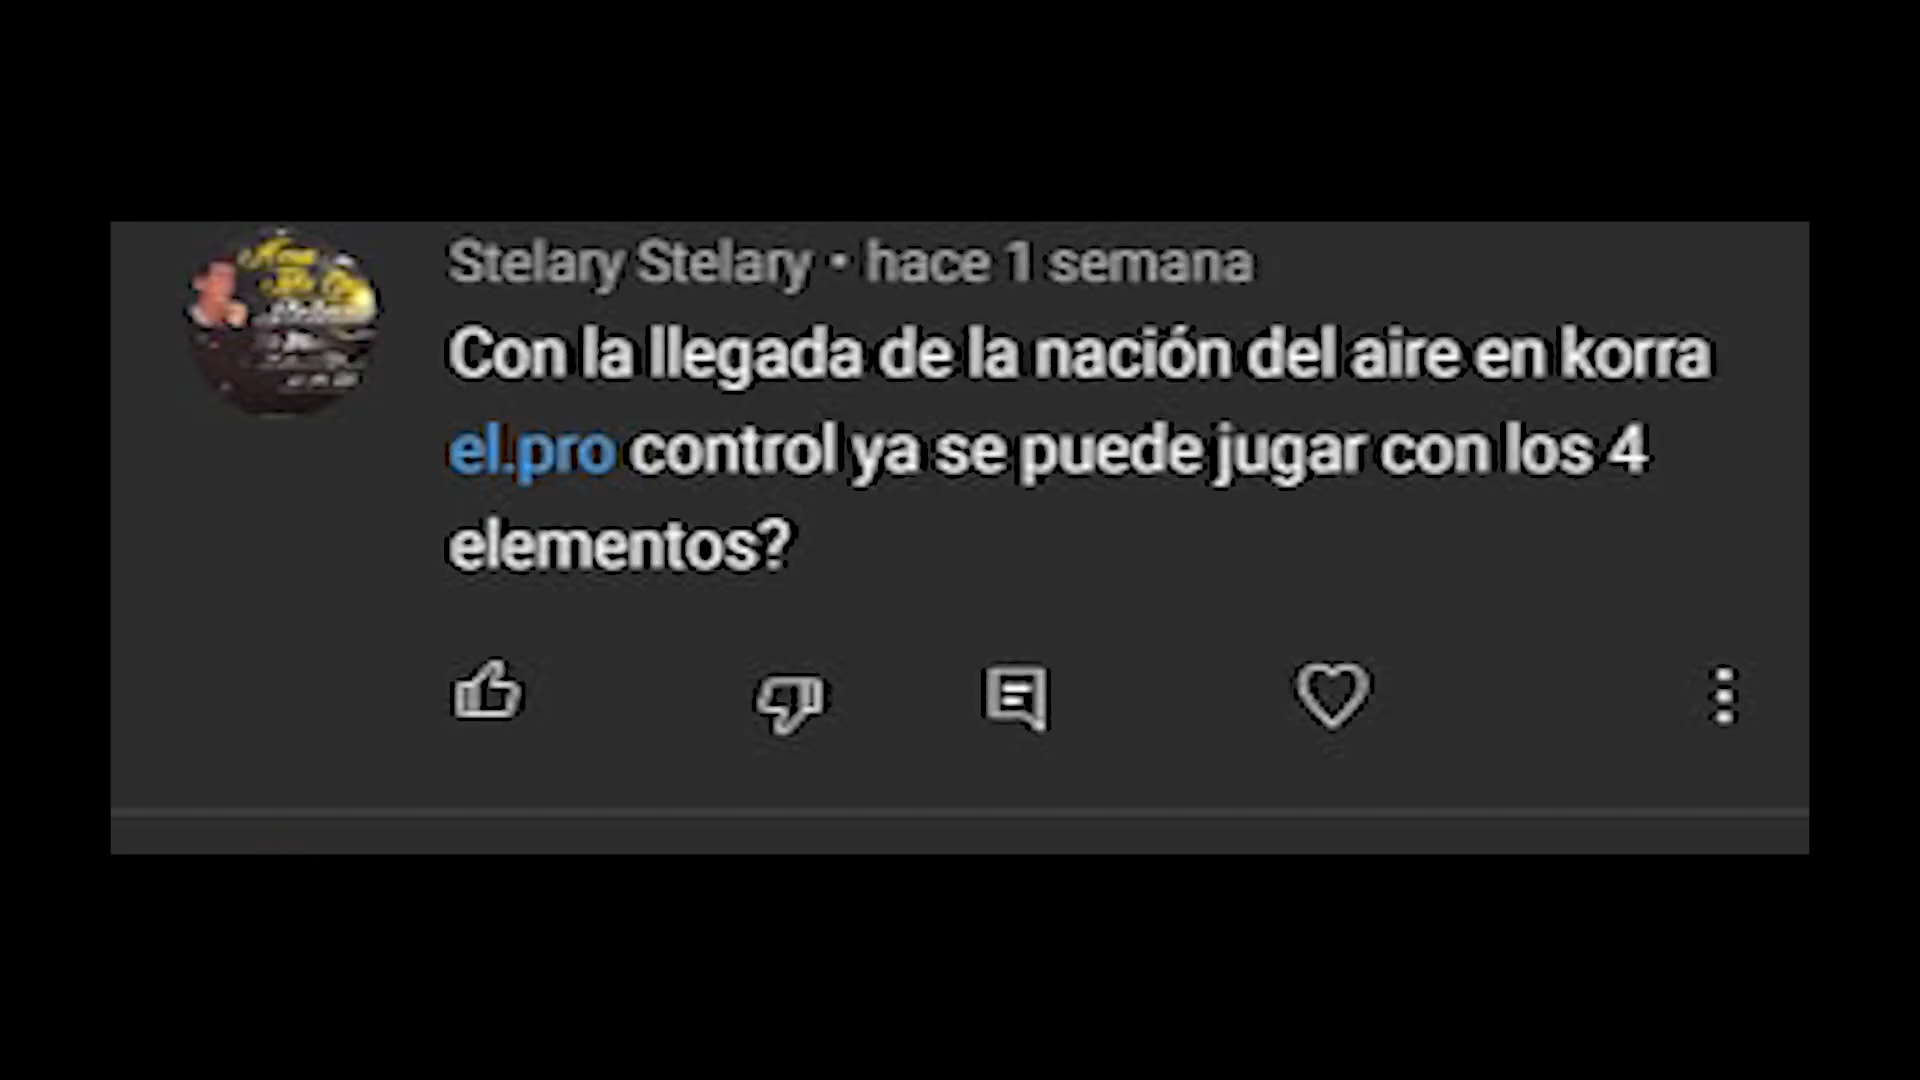 Stelary Stelary • hace 1 semana
Con la llegada de la nación del aire en korra
el.pro control ya se puede jugar con los 4
elementos?